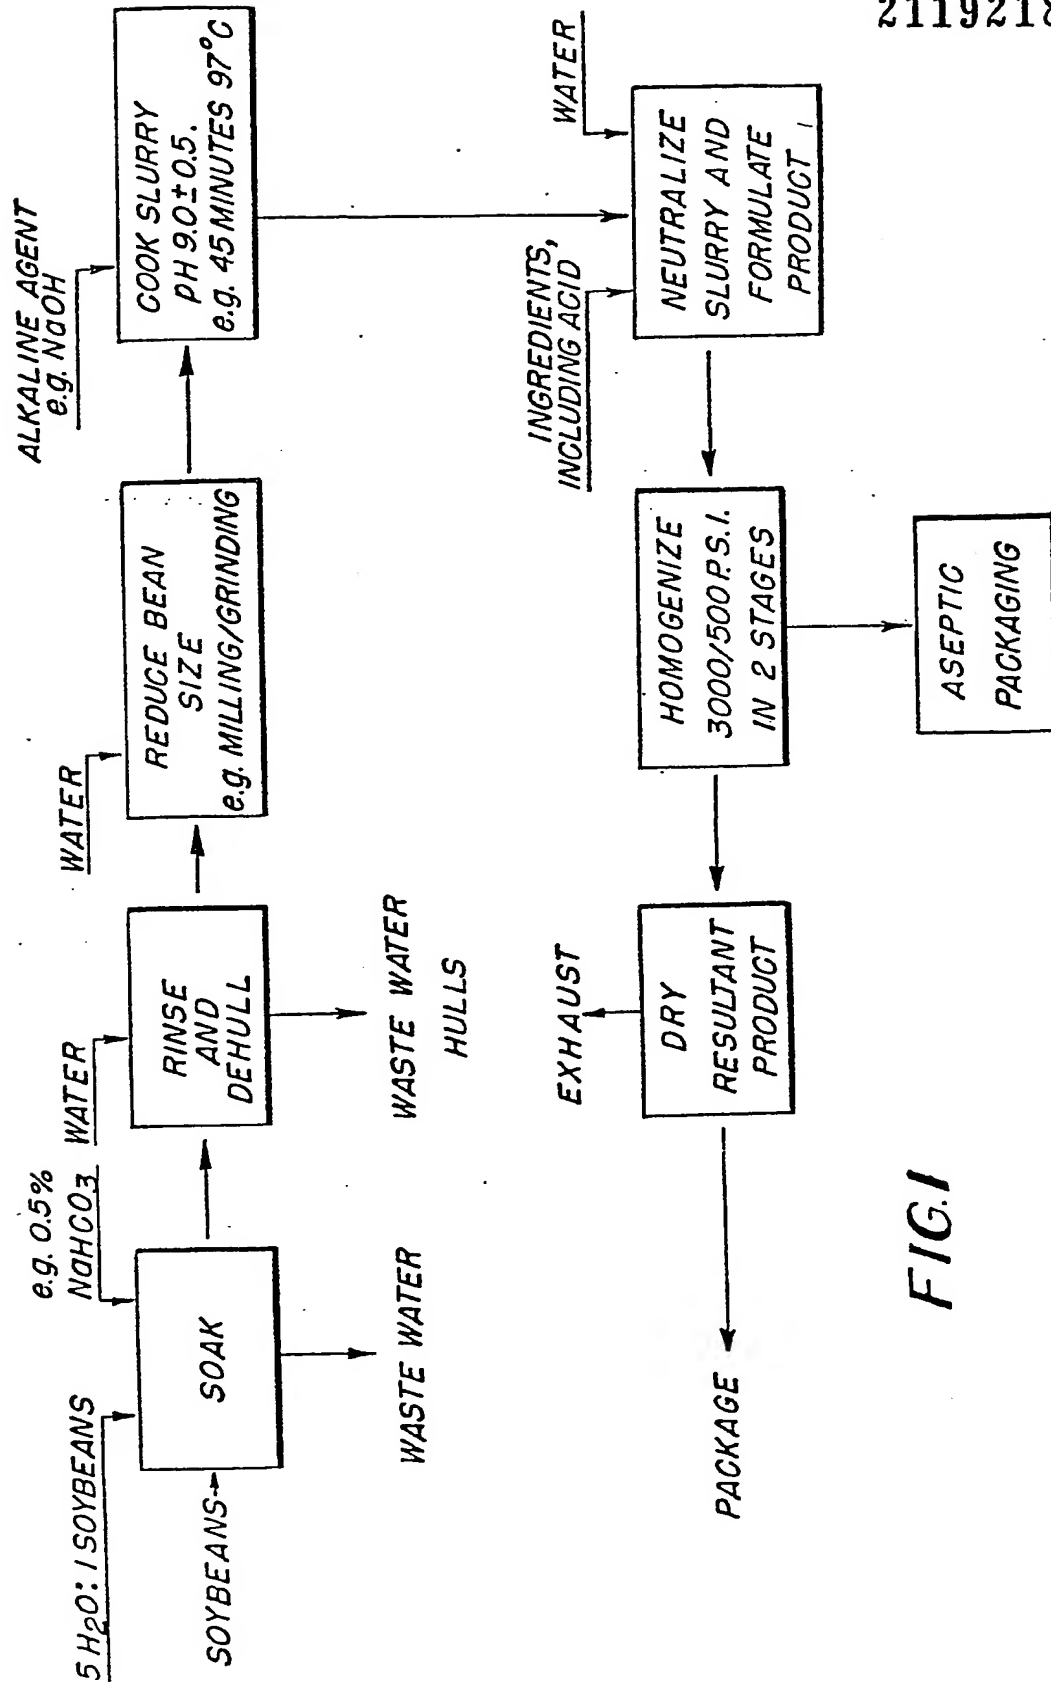 2119218
5 H2O: 1 SOYBEANS
e.g. 0.5%
NaHCO3
SOYBEANS
SOAK
WASTE WATER
WATER
RINSE
AND
DEHULL
WASTE WATER
HULLS
WATER
REDUCE BEAN
SIZE
e.g. MILLING/GRINDING
ALKALINE AGENT
e.g. NaOH
COOK SLURRY
pH 9.0±0.5.
e.g. 45 MINUTES 97°C
INGREDIENTS,
INCLUDING ACID
WATER
NEUTRALIZE
SLURRY AND
FORMULATE
PRODUCT
HOMOGENIZE
3000/500 P.S.I.
IN 2 STAGES
ASEPTIC
PACKAGING
EXHAUST
DRY
RESULTANT
PRODUCT
PACKAGE
FIG.1